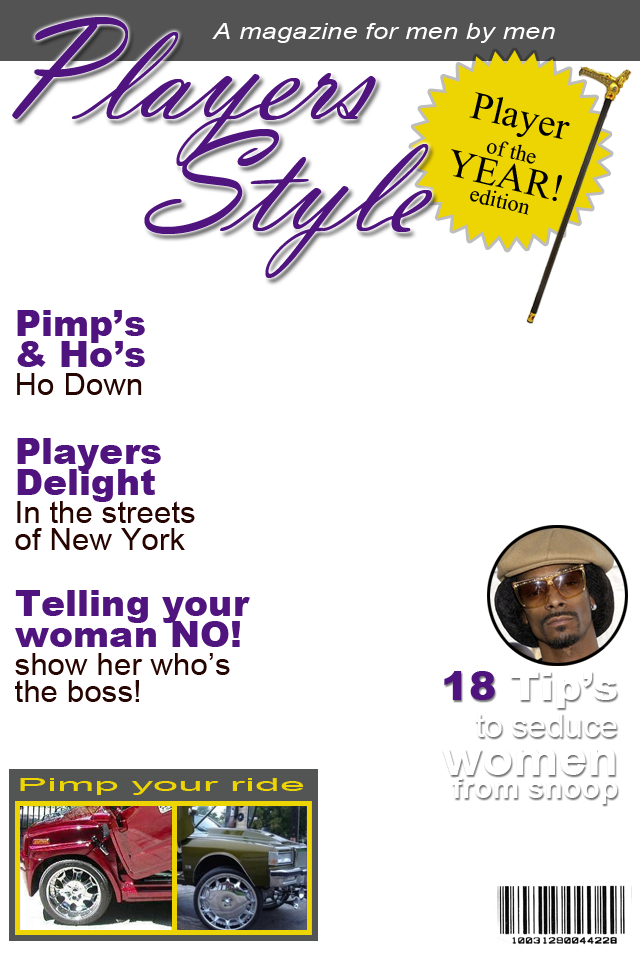 A magazine for men by men
Players
Style
Player
of the
YEAR!
edition
Pimp's
& Ho's
Ho Down
Players
Delight
In the streets
of New York
Telling your
woman NO!
show her who's
the boss!
18 Tip's
to seduce
women
from snoop
Pimp your ride
10031290044228